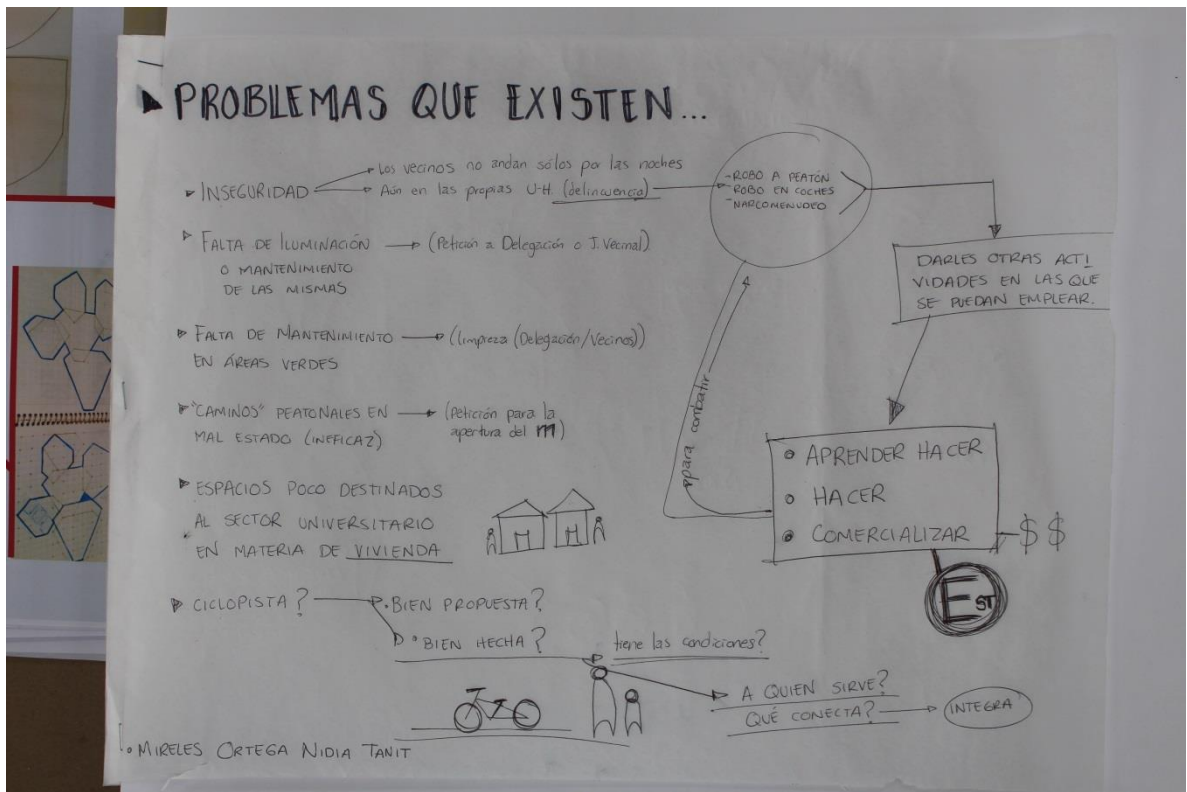 PROBLEMAS QUE EXISTEN...
INSEGURIDAD
Los vecinos no andan sólos por las noches
Aún en las propias U-H. (delincuencia)
-ROBO A PEATÓN
-ROBO EN COCHES
-NARCOMENUDEO
DARLES OTRAS ACTI
VIDADES EN LAS QUE
SE PUEDAN EMPLEAR.
FALTA DE ILUMINACIÓN
O MANTENIMIENTO
DE LAS MISMAS
(Petición a Delegación o J. Vecinal)
FALTA DE MANTENIMIENTO
EN ÁREAS VERDES
(limpieza (Delegación/Vecinos))
"CAMINOS" PEATONALES EN
MAL ESTADO (INEFICAZ)
(Petición para la
apertura del m)
para combatir
• APRENDER HACER
• HACER
• COMERCIALIZAR
$ $
EST
ESPACIOS POCO DESTINADOS
AL SECTOR UNIVERSITARIO
EN MATERIA DE VIVIENDA
CICLOPISTA?
• BIEN PROPUESTA?
• BIEN HECHA?
tiene las condiciones?
A QUIEN SIRVE?
QUÉ CONECTA?
INTEGRA
• MIRELES ORTEGA NIDIA TANIT